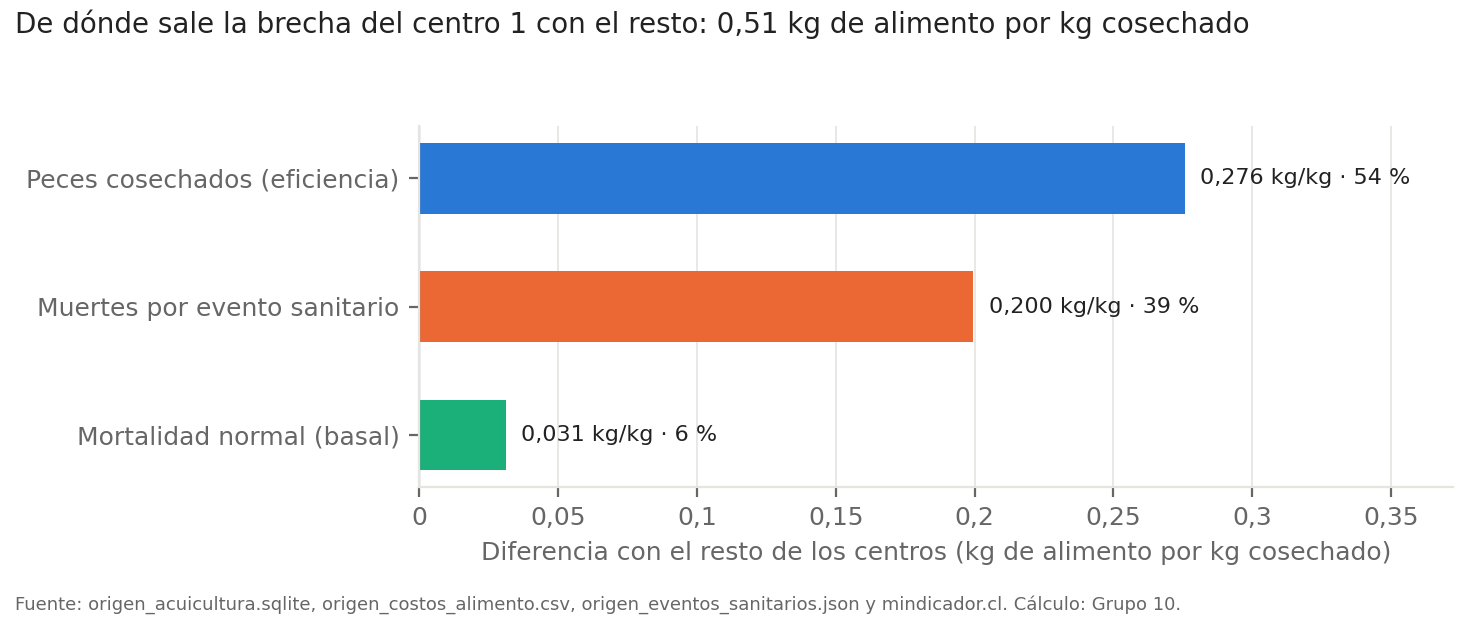 De dónde sale la brecha del centro 1 con el resto: 0,51 kg de alimento por kg cosechado
Peces cosechados (eficiencia)
0,276 kg/kg · 54 %
Muertes por evento sanitario
0,200 kg/kg · 39 %
Mortalidad normal (basal)
0,031 kg/kg · 6 %
0 0,05 0,1 0,15 0,2 0,25 0,3 0,35
Diferencia con el resto de los centros (kg de alimento por kg cosechado)
Fuente: origen_acuicultura.sqlite, origen_costos_alimento.csv, origen_eventos_sanitarios.json y mindicador.cl. Cálculo: Grupo 10.